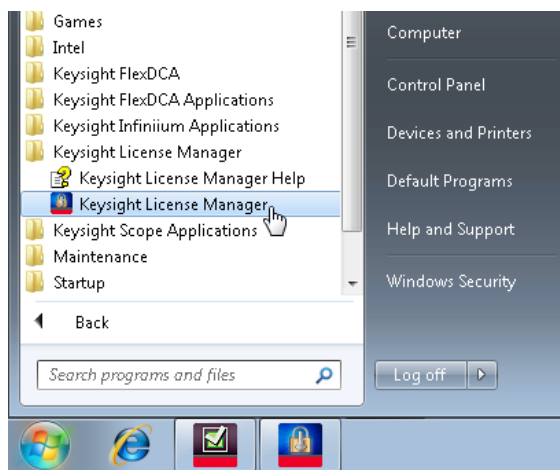 Games
Intel
Keysight FlexDCA
Keysight FlexDCA Applications
Keysight Infiniium Applications
Keysight License Manager
Keysight License Manager Help
Keysight License Manager
Keysight Scope Applications
Maintenance
Startup
Back
Search programs and files
Computer
Control Panel
Devices and Printers
Default Programs
Help and Support
Windows Security
Log off